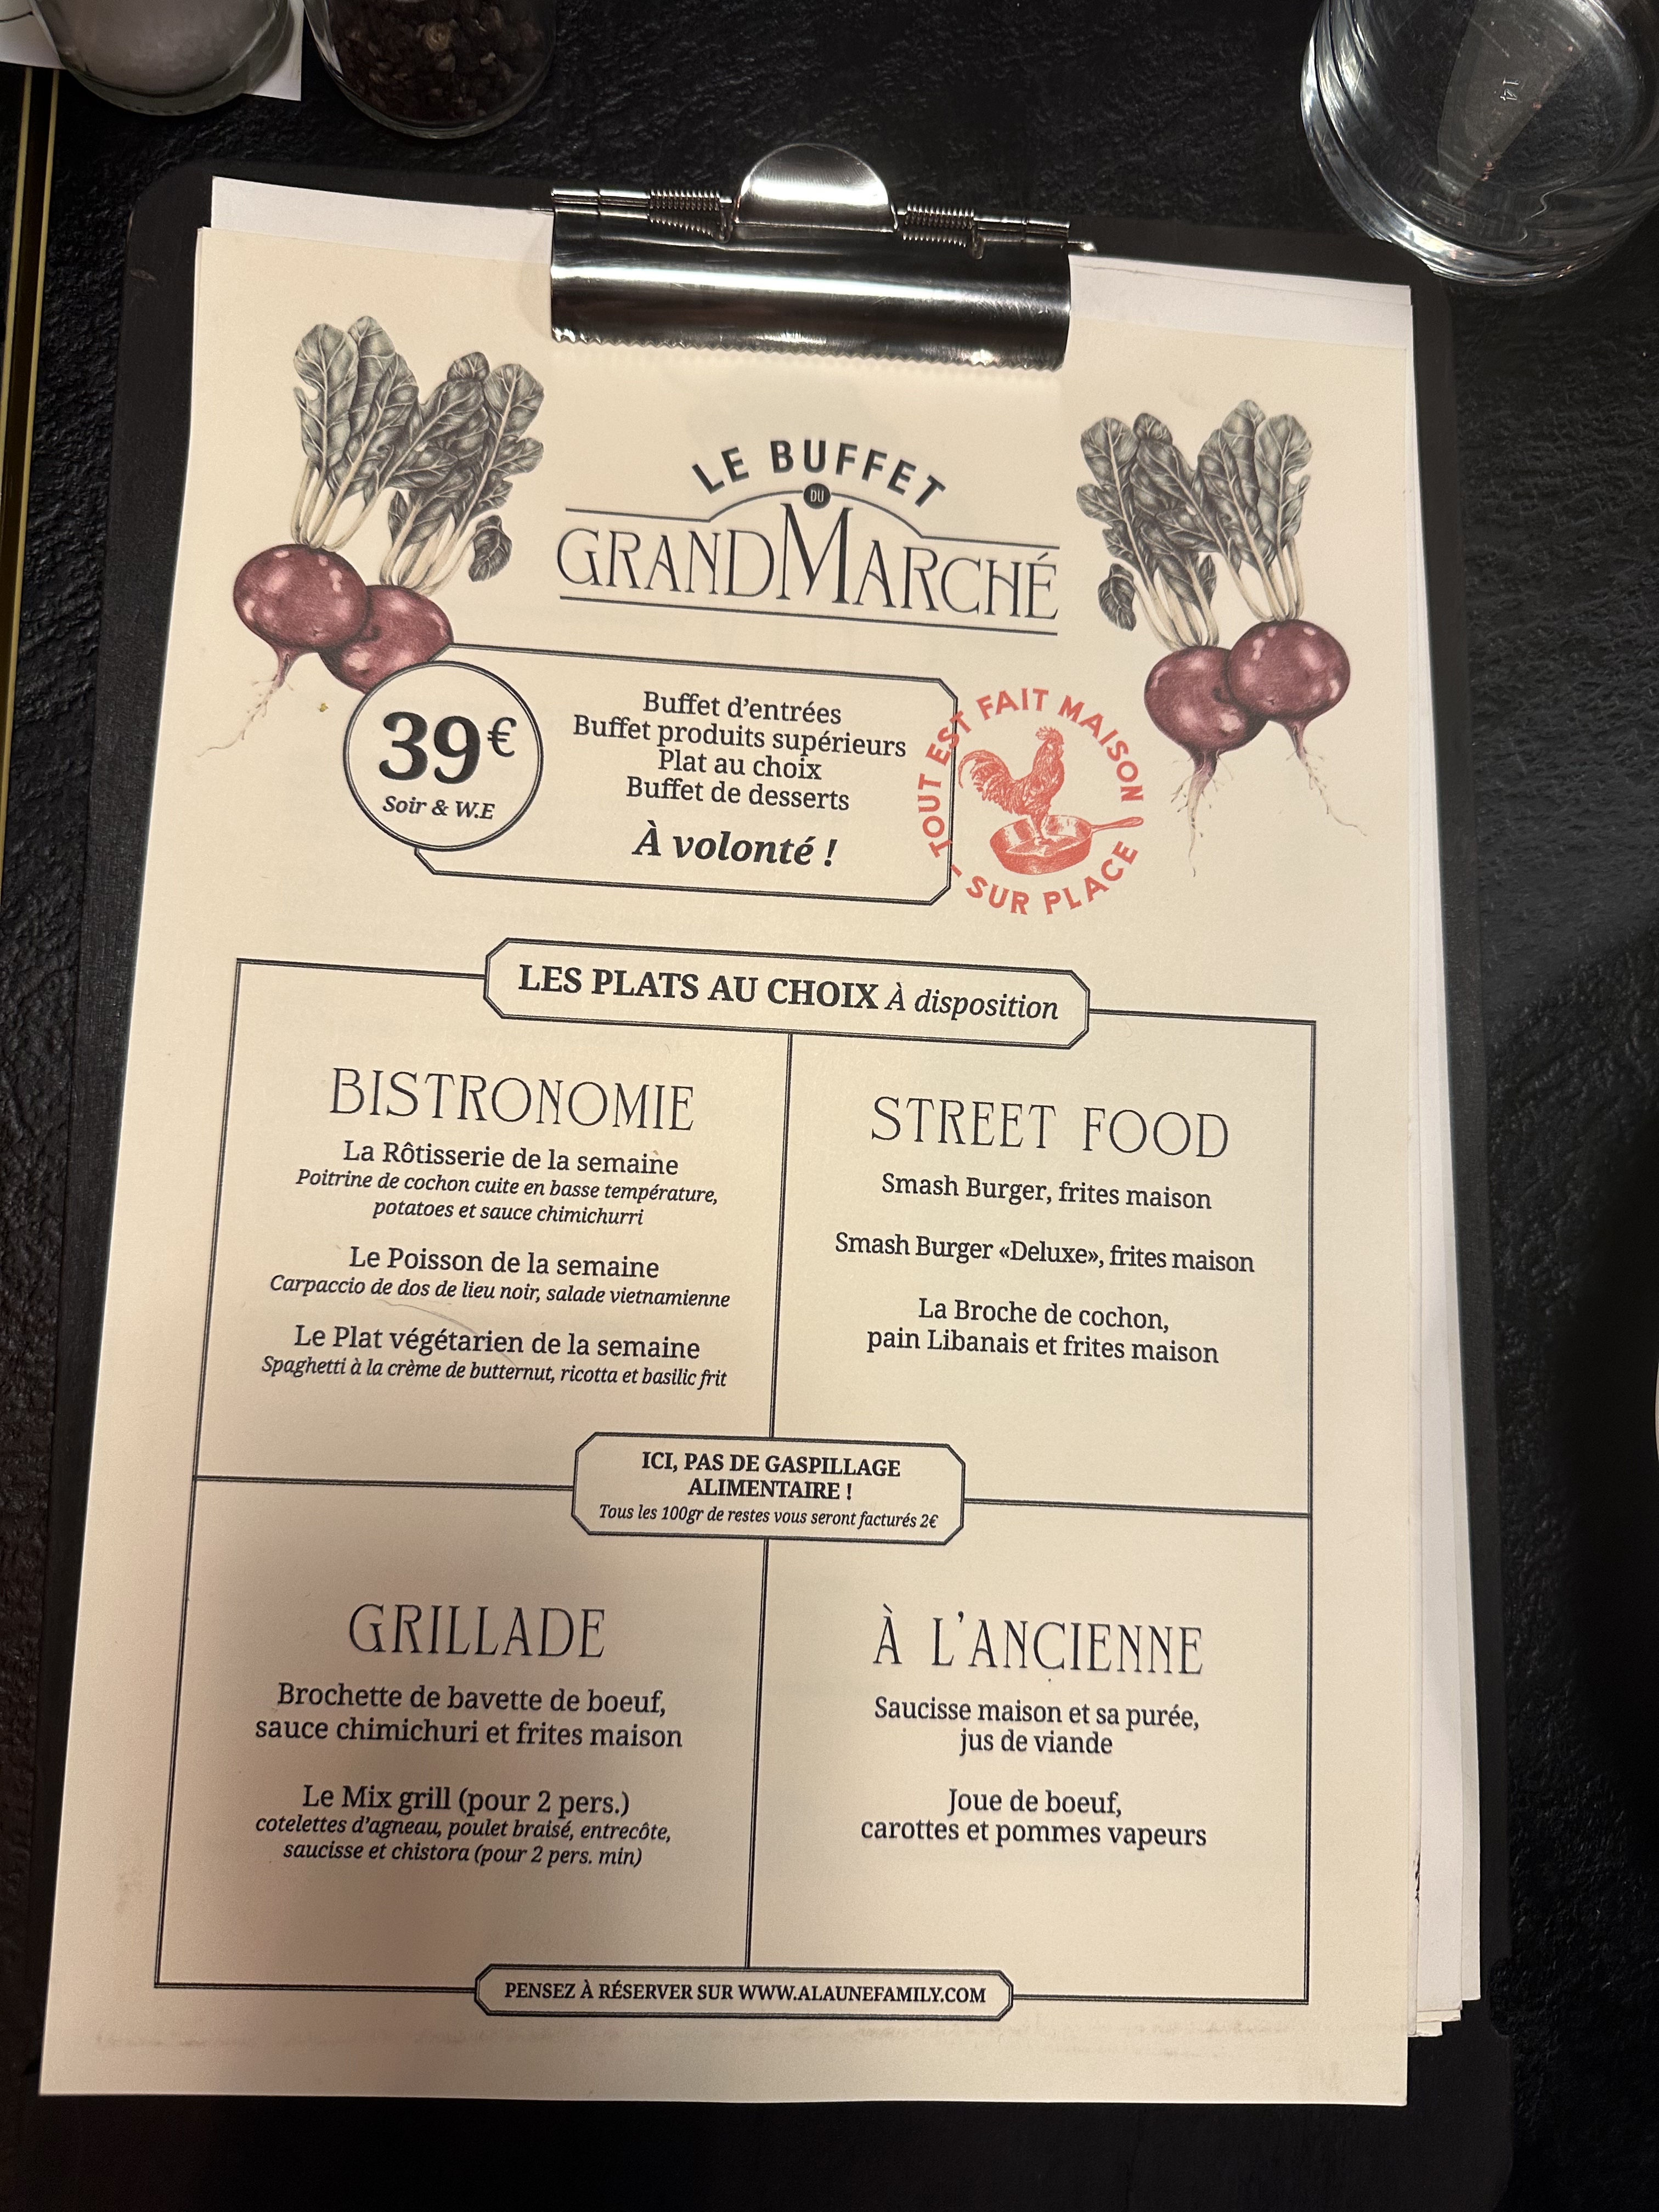 LE BUFFET
DU
GRAND MARCHÉ
39€
Soir & W.E
Buffet d'entrées
Buffet produits supérieurs
Plat au choix
Buffet de desserts
À volonté !
TOUT EST FAIT MAISON - SUR PLACE -
LES PLATS AU CHOIX À disposition
BISTRONOMIE
La Rôtisserie de la semaine
Poitrine de cochon cuite en basse température,
potatoes et sauce chimichurri
Le Poisson de la semaine
Carpaccio de dos de lieu noir, salade vietnamienne
Le Plat végétarien de la semaine
Spaghetti à la crème de butternut, ricotta et basilic frit
STREET FOOD
Smash Burger, frites maison
Smash Burger «Deluxe», frites maison
La Broche de cochon,
pain Libanais et frites maison
ICI, PAS DE GASPILLAGE
ALIMENTAIRE !
Tous les 100gr de restes vous seront facturés 2€
GRILLADE
Brochette de bavette de boeuf,
sauce chimichuri et frites maison
Le Mix grill (pour 2 pers.)
cotelettes d'agneau, poulet braisé, entrecôte,
saucisse et chistora (pour 2 pers. min)
À L'ANCIENNE
Saucisse maison et sa purée,
jus de viande
Joue de boeuf,
carottes et pommes vapeurs
PENSEZ À RÉSERVER SUR WWW.ALAUNEFAMILY.COM